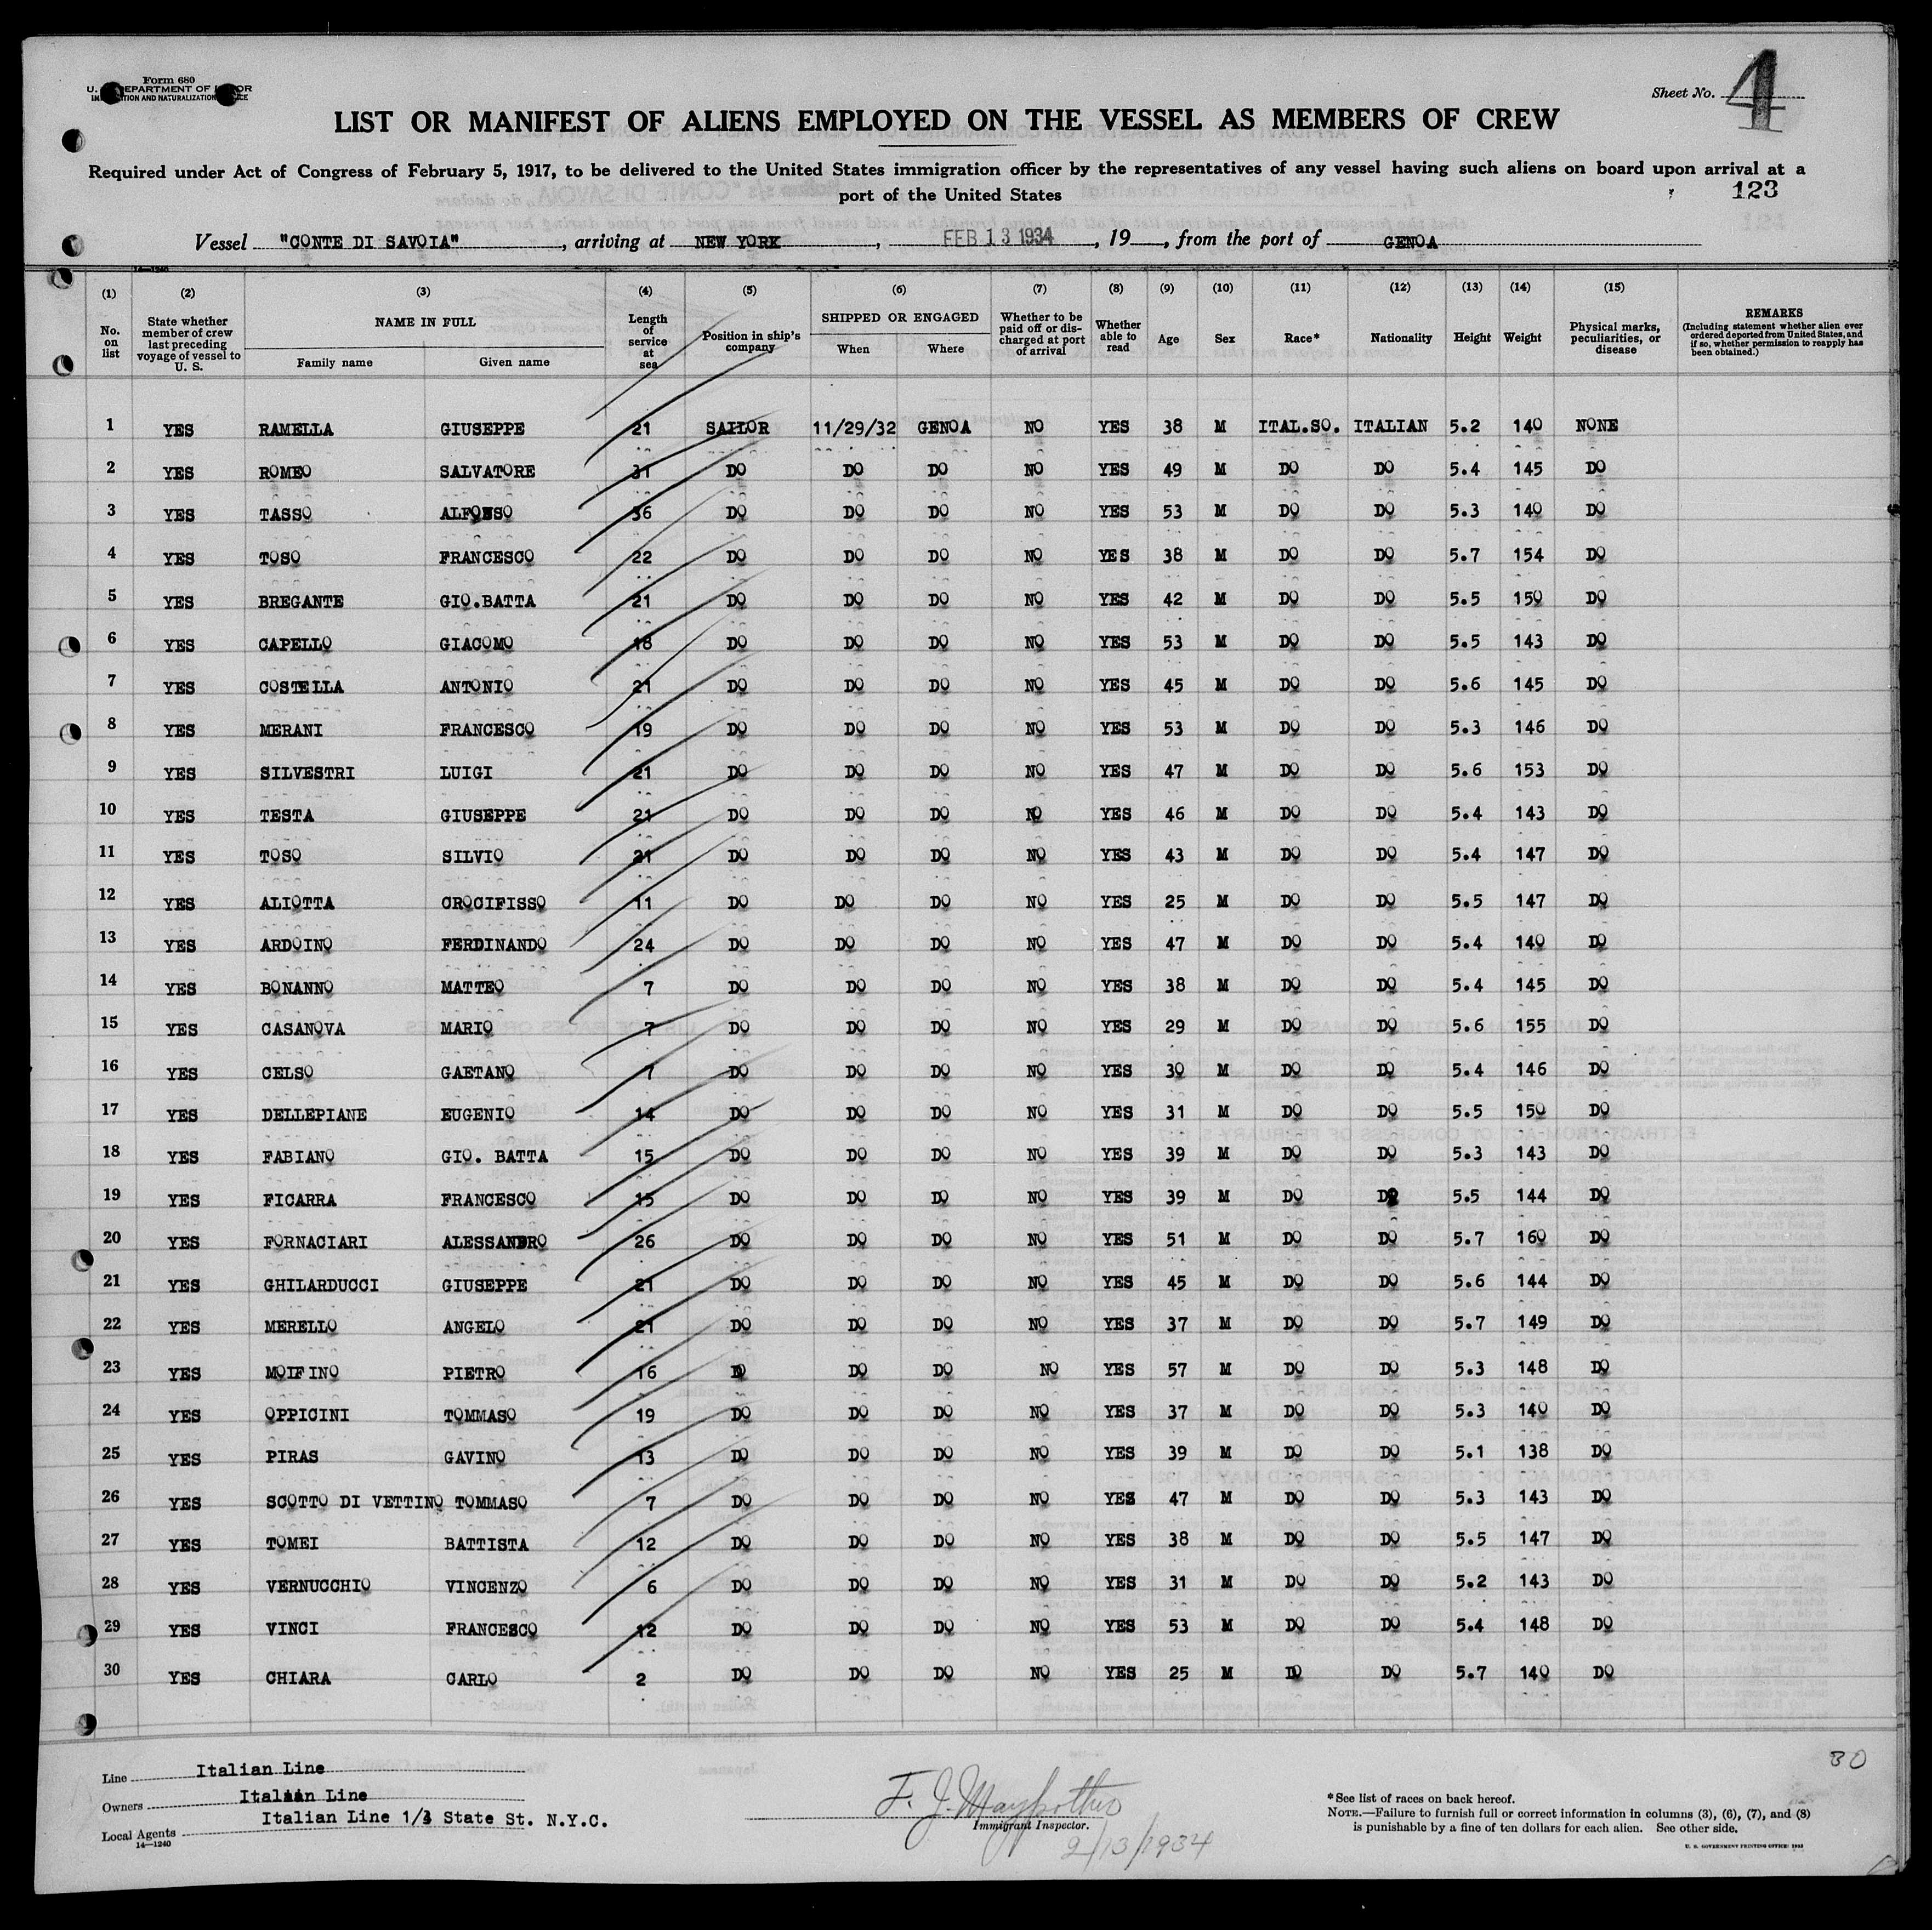 Form 680
U. S. DEPARTMENT OF LABOR
IMMIGRATION AND NATURALIZATION SERVICE
Sheet No. 4
LIST OR MANIFEST OF ALIENS EMPLOYED ON THE VESSEL AS MEMBERS OF CREW
Required under Act of Congress of February 5, 1917, to be delivered to the United States immigration officer by the representatives of any vessel having such aliens on board upon arrival at a
port of the United States
123
Vessel "CONTE DI SAVOIA", arriving at NEW YORK, FEB 13 1934, 19, from the port of GENOA
14—1240
(1) (2) (3) (4) (5) (6) (7) (8) (9) (10) (11) (12) (13) (14) (15)
No. on list State whether member of crew last preceding voyage of vessel to U. S. NAME IN FULL Family name Given name Length of service at sea Position in ship's company SHIPPED OR ENGAGED When Where Whether to be paid off or discharged at port of arrival Whether able to read Age Sex Race* Nationality Height Weight Physical marks, peculiarities, or disease REMARKS (Including statement whether alien ever ordered deported from United States, and if so, whether permission to reapply has been obtained.)
1 YES RAMELLA GIUSEPPE 21 SAILOR 11/29/32 GENOA NO YES 38 M ITAL.SO. ITALIAN 5.2 140 NONE
2 YES ROMEO SALVATORE 31 DO DO DO NO YES 49 M DO DO 5.4 145 DO
3 YES TASSO ALFONSO 36 DO DO DO NO YES 53 M DO DO 5.3 140 DO
4 YES TOSO FRANCESCO 22 DO DO DO NO YES 38 M DO DO 5.7 154 DO
5 YES BREGANTE GIO.BATTA 21 DO DO DO NO YES 42 M DO DO 5.5 150 DO
6 YES CAPELLO GIACOMO 18 DO DO DO NO YES 53 M DO DO 5.5 143 DO
7 YES COSTELLA ANTONIO 21 DO DO DO NO YES 45 M DO DO 5.6 145 DO
8 YES MERANI FRANCESCO 19 DO DO DO NO YES 53 M DO DO 5.3 146 DO
9 YES SILVESTRI LUIGI 21 DO DO DO NO YES 47 M DO DO 5.6 153 DO
10 YES TESTA GIUSEPPE 21 DO DO DO NO YES 46 M DO DO 5.4 143 DO
11 YES TOSO SILVIO 21 DO DO DO NO YES 43 M DO DO 5.4 147 DO
12 YES ALIOTTA CROCIFISSO 11 DO DO DO NO YES 25 M DO DO 5.5 147 DO
13 YES ARDOINO FERDINANDO 24 DO DO DO NO YES 47 M DO DO 5.4 140 DO
14 YES BONANNO MATTEO 7 DO DO DO NO YES 38 M DO DO 5.4 145 DO
15 YES CASANOVA MARIO 7 DO DO DO NO YES 29 M DO DO 5.6 155 DO
16 YES CELSO GAETANO 7 DO DO DO NO YES 30 M DO DO 5.4 146 DO
17 YES DELLEPIANE EUGENIO 14 DO DO DO NO YES 31 M DO DO 5.5 150 DO
18 YES FABIANO GIO. BATTA 15 DO DO DO NO YES 39 M DO DO 5.3 143 DO
19 YES FICARRA FRANCESCO 15 DO DO DO NO YES 39 M DO DO 5.5 144 DO
20 YES FORNACIARI ALESSANDRO 26 DO DO DO NO YES 51 M DO DO 5.7 160 DO
21 YES GHILARDUCCI GIUSEPPE 21 DO DO DO NO YES 45 M DO DO 5.6 144 DO
22 YES MERELLO ANGELO 21 DO DO DO NO YES 37 M DO DO 5.7 149 DO
23 YES MOIFINO PIETRO 16 DO DO DO NO YES 57 M DO DO 5.3 148 DO
24 YES OPPICINI TOMMASO 19 DO DO DO NO YES 37 M DO DO 5.3 140 DO
25 YES PIRAS GAVINO 13 DO DO DO NO YES 39 M DO DO 5.1 138 DO
26 YES SCOTTO DI VETTINO TOMMASO 7 DO DO DO NO YES 47 M DO DO 5.3 143 DO
27 YES TOMEI BATTISTA 12 DO DO DO NO YES 38 M DO DO 5.5 147 DO
28 YES VERNUCCHIO VINCENZO 6 DO DO DO NO YES 31 M DO DO 5.2 143 DO
29 YES VINCI FRANCESCO 12 DO DO DO NO YES 53 M DO DO 5.4 148 DO
30 YES CHIARA CARLO 2 DO DO DO NO YES 25 M DO DO 5.7 140 DO
30
Line Italian Line
Owners Italian Line
Local Agents Italian Line 1/3 State St. N.Y.C.
14—1240
F. J.
Immigrant Inspector.
2/13/1934
*See list of races on back hereof.
NOTE.—Failure to furnish full or correct information in columns (3), (6), (7), and (8)
is punishable by a fine of ten dollars for each alien. See other side.
U. S. GOVERNMENT PRINTING OFFICE: